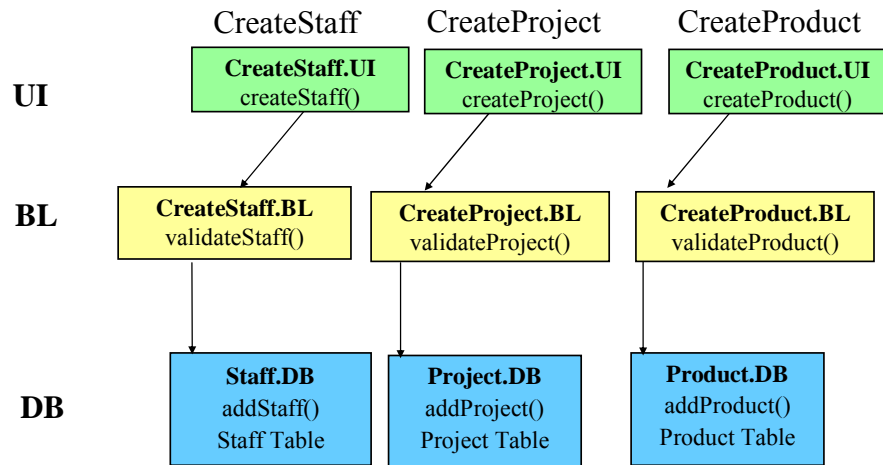 CreateStaff
CreateProject
CreateProduct
UI
CreateStaff.UI
createStaff()
CreateProject.UI
createProject()
CreateProduct.UI
createProduct()
BL
CreateStaff.BL
validateStaff()
CreateProject.BL
validateProject()
CreateProduct.BL
validateProduct()
DB
Staff.DB
addStaff()
Staff Table
Project.DB
addProject()
Project Table
Product.DB
addProduct()
Product Table